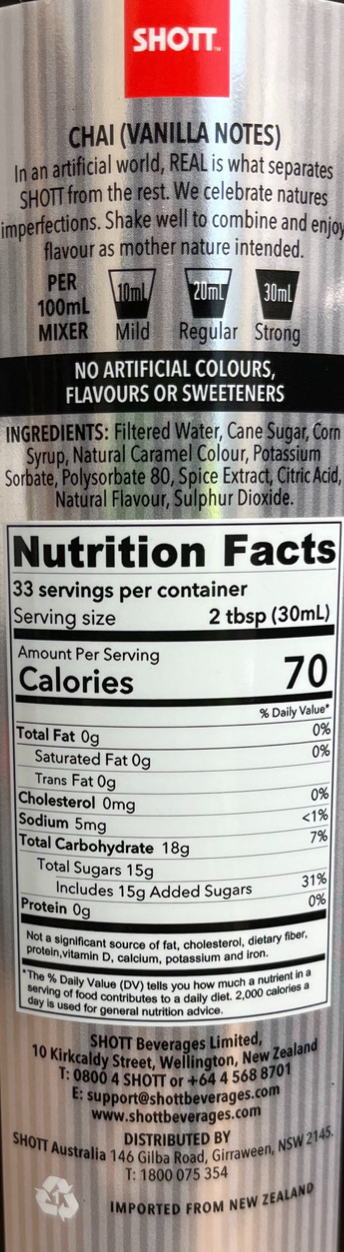 SHOTT™
CHAI (VANILLA NOTES)
In an artificial world, REAL is what separates
SHOTT from the rest. We celebrate natures
imperfections. Shake well to combine and enjoy
flavour as mother nature intended.
PER
100mL
MIXER
10mL 20mL 30mL
Mild Regular Strong
NO ARTIFICIAL COLOURS,
FLAVOURS OR SWEETENERS
INGREDIENTS: Filtered Water, Cane Sugar, Corn
Syrup, Natural Caramel Colour, Potassium
Sorbate, Polysorbate 80, Spice Extract, Citric Acid,
Natural Flavour, Sulphur Dioxide.
Nutrition Facts
33 servings per container
Serving size 2 tbsp (30mL)
Amount Per Serving
Calories 70
% Daily Value*
Total Fat 0g 0%
Saturated Fat 0g 0%
Trans Fat 0g
Cholesterol 0mg 0%
Sodium 5mg <1%
Total Carbohydrate 18g 7%
Total Sugars 15g
Includes 15g Added Sugars 31%
Protein 0g 0%
Not a significant source of fat, cholesterol, dietary fiber,
protein,vitamin D, calcium, potassium and iron.
*The % Daily Value (DV) tells you how much a nutrient in a
serving of food contributes to a daily diet. 2,000 calories a
day is used for general nutrition advice.
SHOTT Beverages Limited,
10 Kirkcaldy Street, Wellington, New Zealand
T: 0800 4 SHOTT or +64 4 568 8701
E: support@shottbeverages.com
www.shottbeverages.com
DISTRIBUTED BY
SHOTT Australia 146 Gilba Road, Girraween, NSW 2145.
T: 1800 075 354
1
IMPORTED FROM NEW ZEALAND